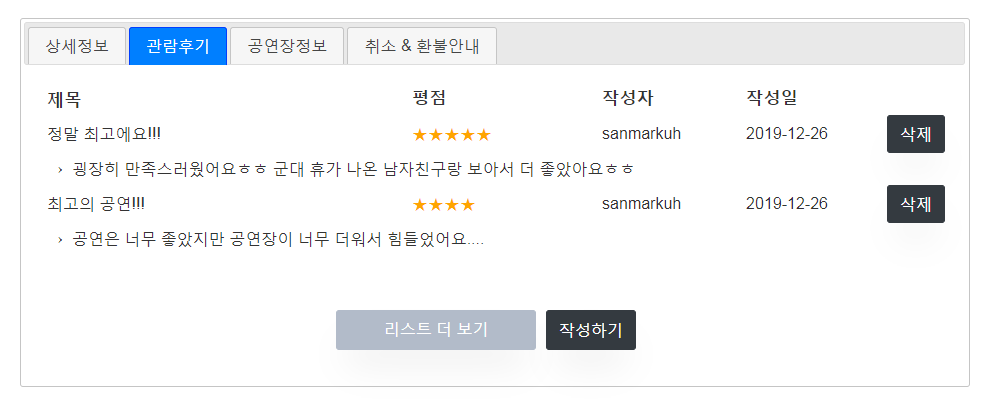 상세정보 관람후기 공연장정보 취소 & 환불안내
제목 평점 작성자 작성일
정말 최고에요!!! ★★★★★ sanmarkuh 2019-12-26 삭제
› 굉장히 만족스러웠어요ㅎㅎ 군대 휴가 나온 남자친구랑 보아서 더 좋았아요ㅎㅎ
최고의 공연!!! ★★★★ sanmarkuh 2019-12-26 삭제
› 공연은 너무 좋았지만 공연장이 너무 더워서 힘들었어요....
리스트 더 보기 작성하기